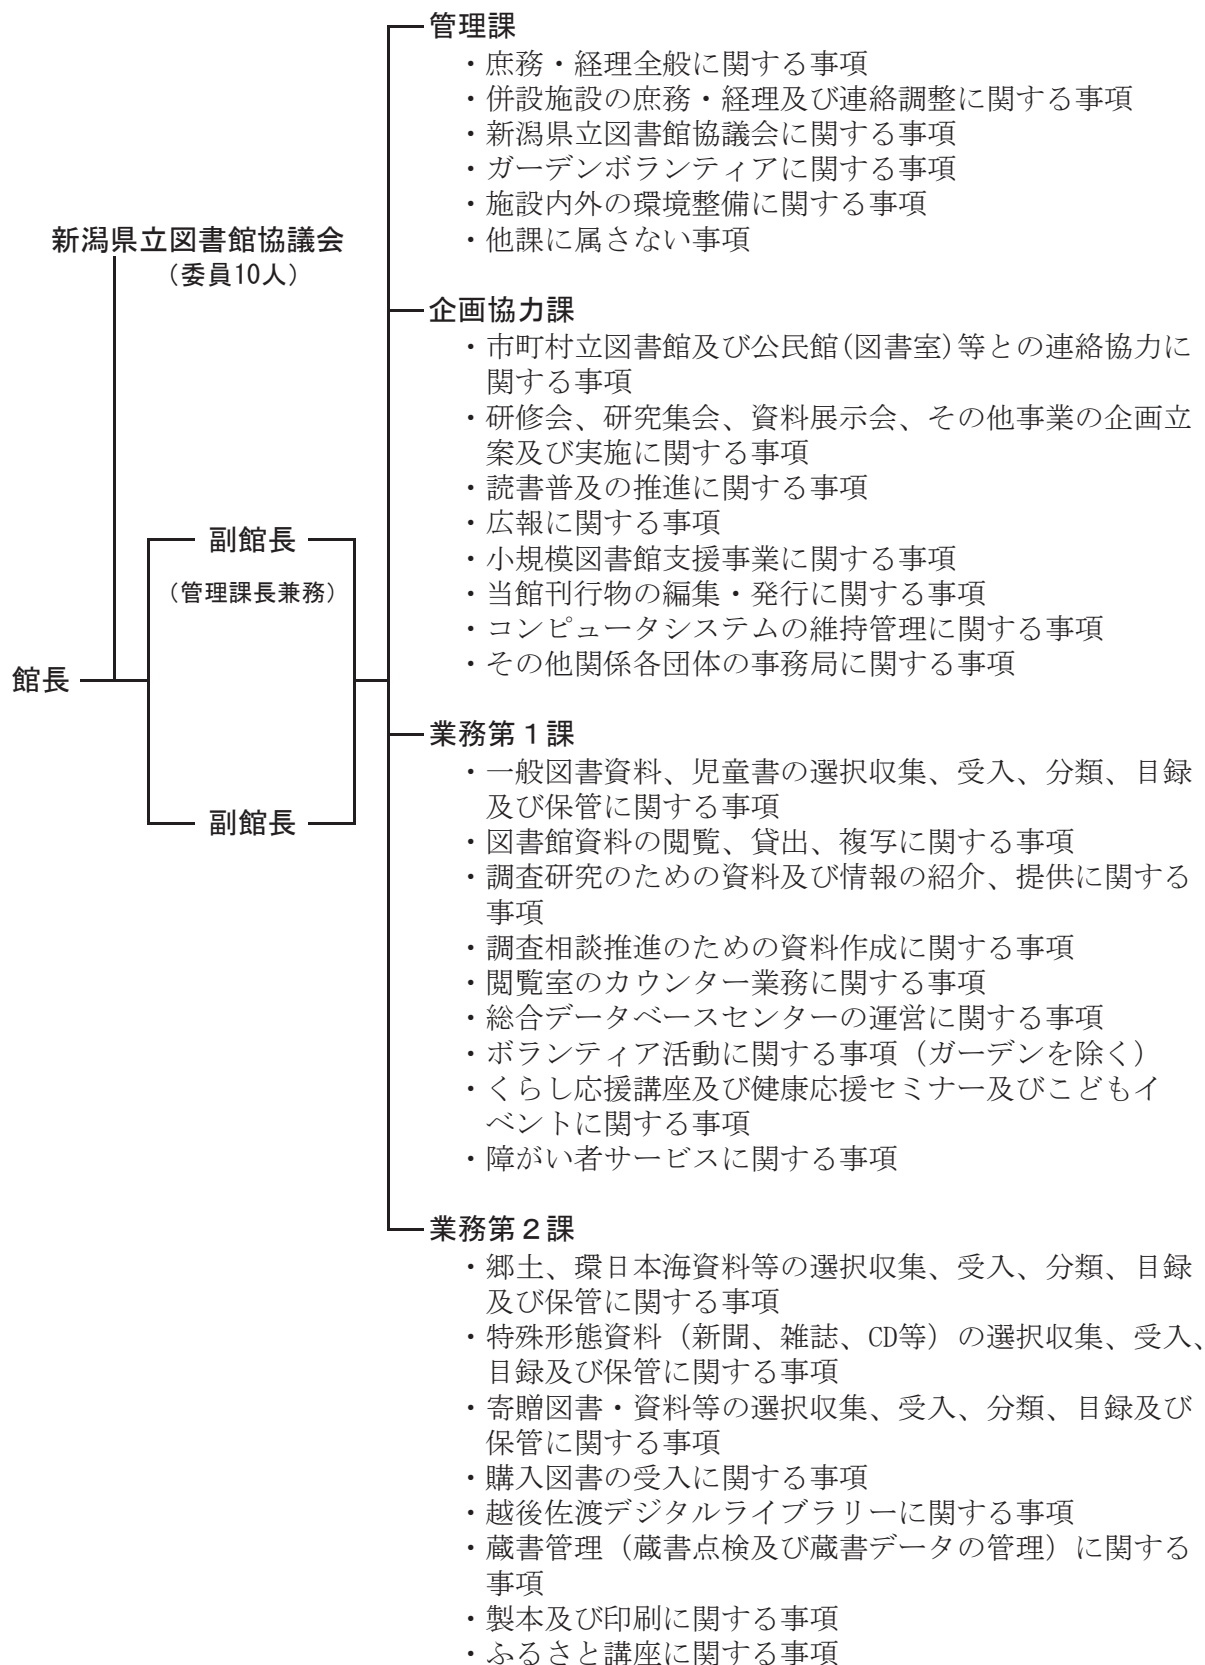 新潟県立図書館協議会
（委員10人）
館長
副館長
（管理課長兼務）
副館長
管理課
・庶務・経理全般に関する事項
・併設施設の庶務・経理及び連絡調整に関する事項
・新潟県立図書館協議会に関する事項
・ガーデンボランティアに関する事項
・施設内外の環境整備に関する事項
・他課に属さない事項
企画協力課
・市町村立図書館及び公民館(図書室)等との連絡協力に
関する事項
・研修会、研究集会、資料展示会、その他事業の企画立
案及び実施に関する事項
・読書普及の推進に関する事項
・広報に関する事項
・小規模図書館支援事業に関する事項
・当館刊行物の編集・発行に関する事項
・コンピュータシステムの維持管理に関する事項
・その他関係各団体の事務局に関する事項
業務第１課
・一般図書資料、児童書の選択収集、受入、分類、目録
及び保管に関する事項
・図書館資料の閲覧、貸出、複写に関する事項
・調査研究のための資料及び情報の紹介、提供に関する
事項
・調査相談推進のための資料作成に関する事項
・閲覧室のカウンター業務に関する事項
・総合データベースセンターの運営に関する事項
・ボランティア活動に関する事項（ガーデンを除く）
・くらし応援講座及び健康応援セミナー及びこどもイ
ベントに関する事項
・障がい者サービスに関する事項
業務第２課
・郷土、環日本海資料等の選択収集、受入、分類、目録
及び保管に関する事項
・特殊形態資料（新聞、雑誌、CD等）の選択収集、受入、
目録及び保管に関する事項
・寄贈図書・資料等の選択収集、受入、分類、目録及び
保管に関する事項
・購入図書の受入に関する事項
・越後佐渡デジタルライブラリーに関する事項
・蔵書管理（蔵書点検及び蔵書データの管理）に関する
事項
・製本及び印刷に関する事項
・ふるさと講座に関する事項